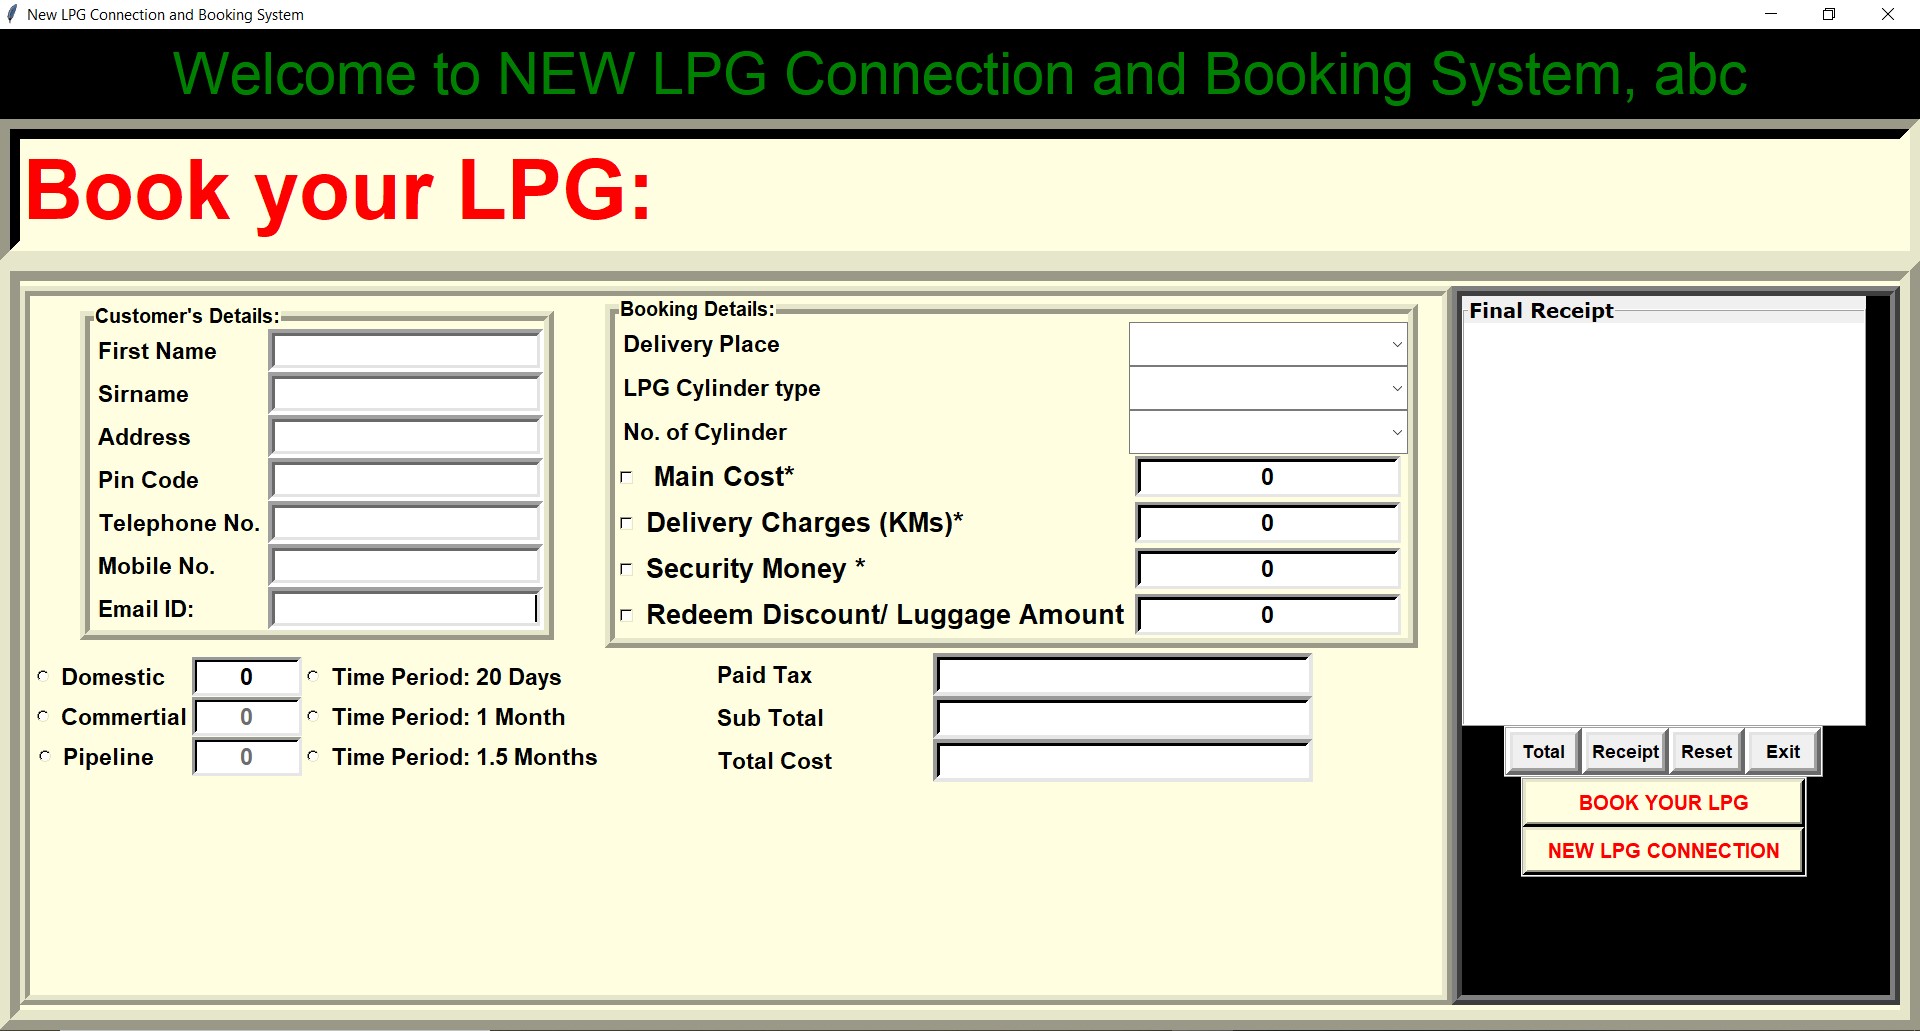 New LPG Connection and Booking System
Welcome to NEW LPG Connection and Booking System, abc
Book your LPG:
Customer's Details:
First Name
Sirname
Address
Pin Code
Telephone No.
Mobile No.
Email ID:
Booking Details:
Delivery Place
LPG Cylinder type
No. of Cylinder
Main Cost* 0
Delivery Charges (KMs)* 0
Security Money * 0
Redeem Discount/ Luggage Amount 0
Domestic 0 Time Period: 20 Days
Commertial 0 Time Period: 1 Month
Pipeline 0 Time Period: 1.5 Months
Paid Tax
Sub Total
Total Cost
Final Receipt
Total Receipt Reset Exit
BOOK YOUR LPG
NEW LPG CONNECTION